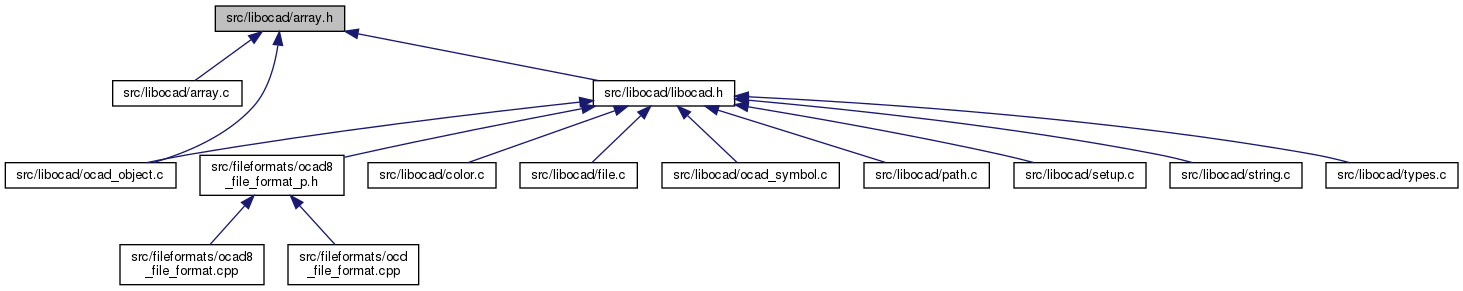 src/libocad/array.h
src/libocad/array.c
src/libocad/libocad.h
src/libocad/ocad_object.c
src/fileformats/ocad8
_file_format_p.h
src/libocad/color.c
src/libocad/file.c
src/libocad/ocad_symbol.c
src/libocad/path.c
src/libocad/setup.c
src/libocad/string.c
src/libocad/types.c
src/fileformats/ocad8
_file_format.cpp
src/fileformats/ocd
_file_format.cpp